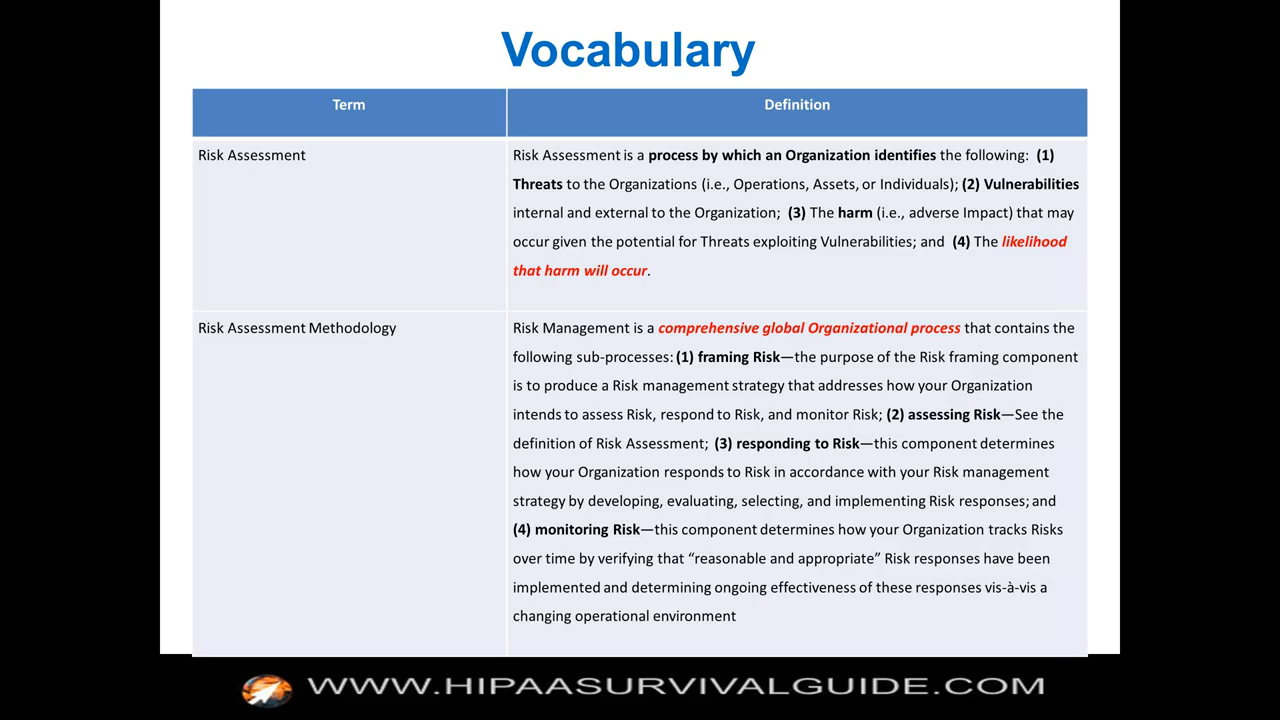 Vocabulary
Term
Definition
Risk Assessment
Risk Assessment is a process by which an Organization identifies the following: (1)
Threats to the Organizations (i.e., Operations, Assets, or Individuals); (2) Vulnerabilities
internal and external to the Organization; (3) The harm (i.e., adverse Impact) that may
occur given the potential for Threats exploiting Vulnerabilities; and (4) The likelihood
that harm will occur.
Risk Assessment Methodology
Risk Management is a comprehensive global Organizational process that contains the
following sub-processes: (1) framing Risk—the purpose of the Risk framing component
is to produce a Risk management strategy that addresses how your Organization
intends to assess Risk, respond to Risk, and monitor Risk; (2) assessing Risk—See the
definition of Risk Assessment; (3) responding to Risk—this component determines
how your Organization responds to Risk in accordance with your Risk management
strategy by developing, evaluating, selecting, and implementing Risk responses; and
(4) monitoring Risk—this component determines how your Organization tracks Risks
over time by verifying that “reasonable and appropriate” Risk responses have been
implemented and determining ongoing effectiveness of these responses vis-à-vis a
changing operational environment
WWW.HIPAASURVIVALGUIDE.COM